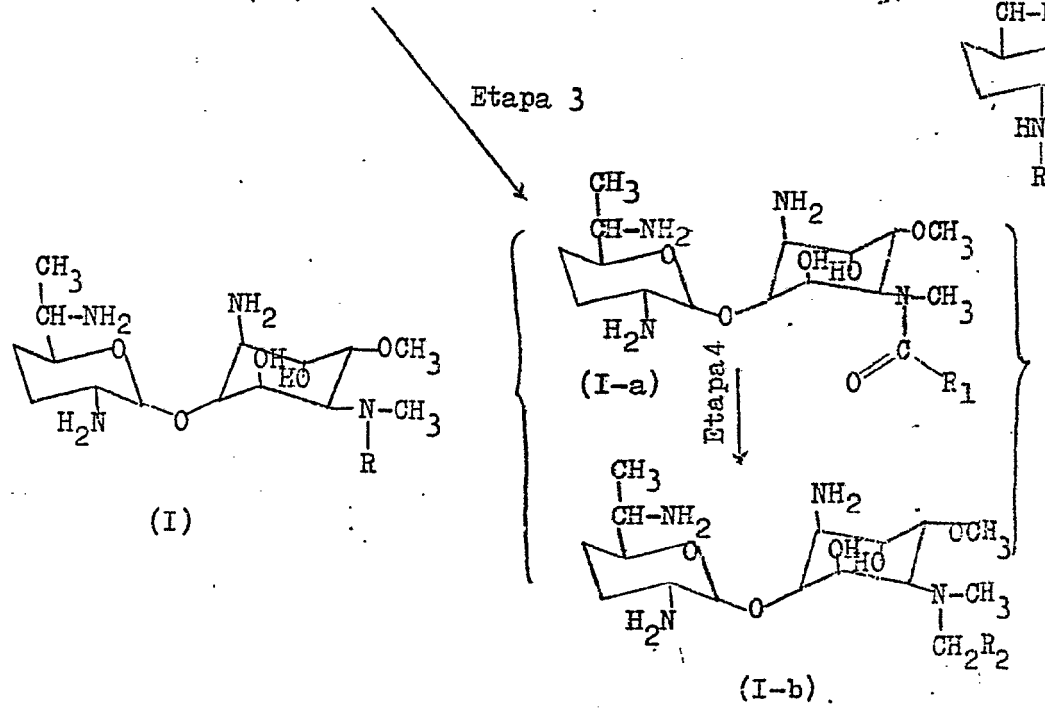 CH-
HN
R
Etapa 3
CH3
CH-NH2
O
H2N
O
NH2
OH
HO
OCH3
N-CH3
R
(I)
CH3
CH-NH2
O
H2N
O
NH2
OH
HO
OCH3
N-CH3
C
O
R1
(I-a)
Etapa 4
CH3
CH-NH2
O
H2N
O
NH2
OH
HO
OCH3
N-CH3
CH2R2
(I-b)